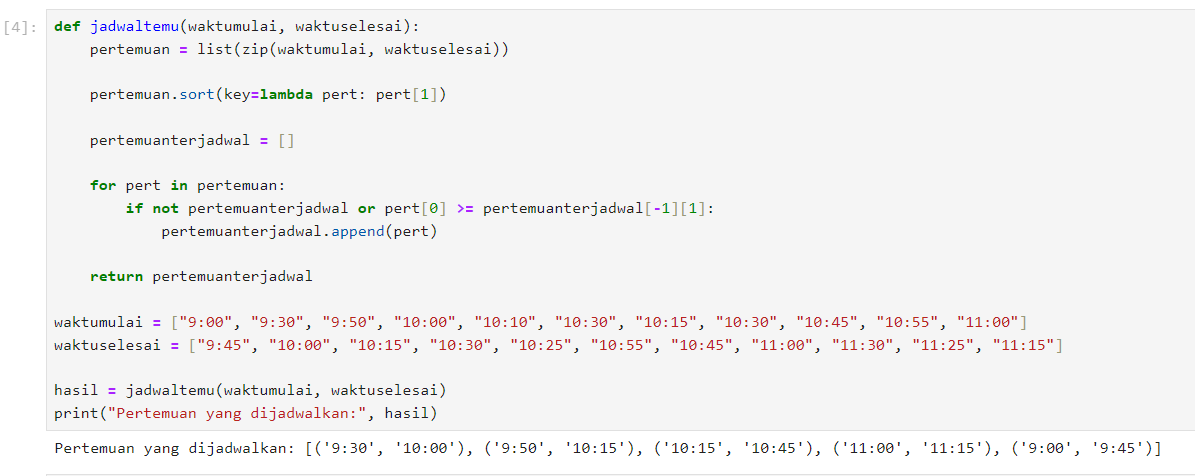 [4]: def jadwaltemu(waktumulai, waktuselesai):
    pertemuan = list(zip(waktumulai, waktuselesai))
    pertemuan.sort(key=lambda pert: pert[1])
    pertemuanterjadwal = []
    for pert in pertemuan:
        if not pertemuanterjadwal or pert[0] >= pertemuanterjadwal[-1][1]:
            pertemuanterjadwal.append(pert)
    return pertemuanterjadwal
waktumulai = ["9:00", "9:30", "9:50", "10:00", "10:10", "10:30", "10:15", "10:30", "10:45", "10:55", "11:00"]
waktuselesai = ["9:45", "10:00", "10:15", "10:30", "10:25", "10:55", "10:45", "11:00", "11:30", "11:25", "11:15"]
hasil = jadwaltemu(waktumulai, waktuselesai)
print("Pertemuan yang dijadwalkan:", hasil)
Pertemuan yang dijadwalkan: [('9:30', '10:00'), ('9:50', '10:15'), ('10:15', '10:45'), ('11:00', '11:15'), ('9:00', '9:45')]